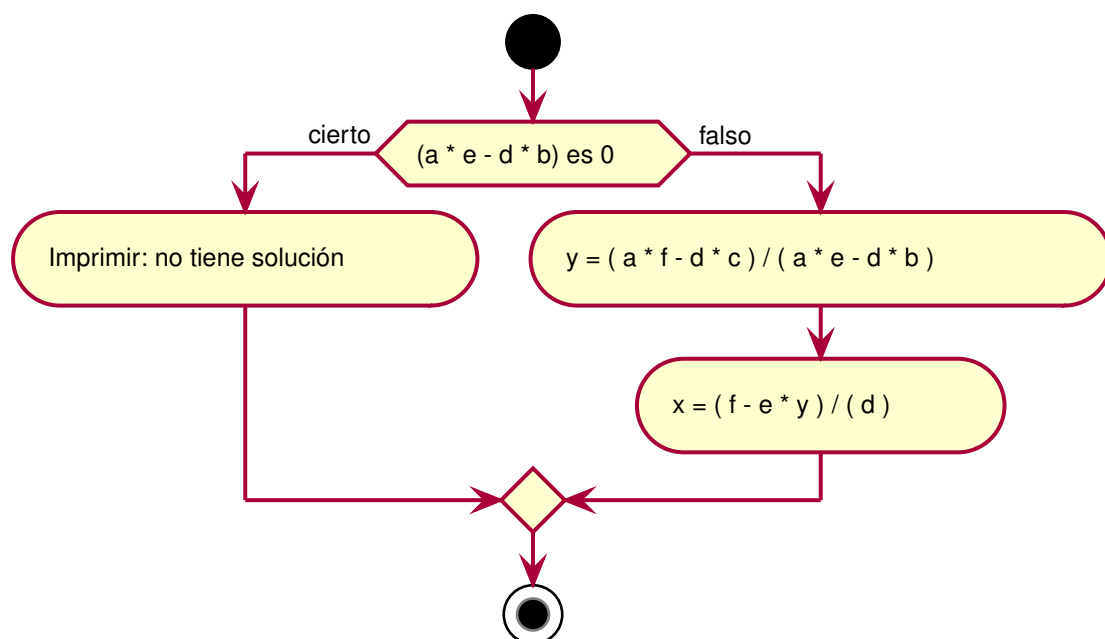 cierto
(a * e - d * b) es 0
falso
Imprimir: no tiene solución
y = ( a * f - d * c ) / ( a * e - d * b )
x = ( f - e * y ) / ( d )